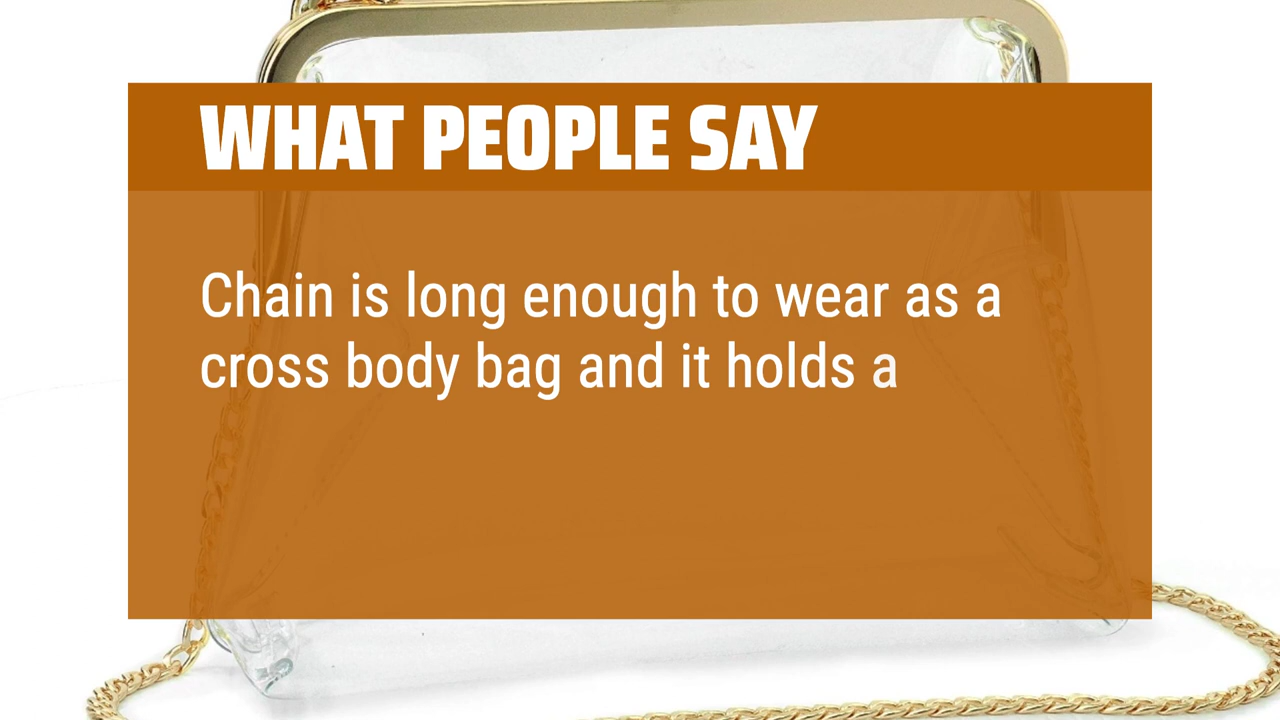 WHAT PEOPLE SAY
Chain is long enough to wear as a
cross body bag and it holds a